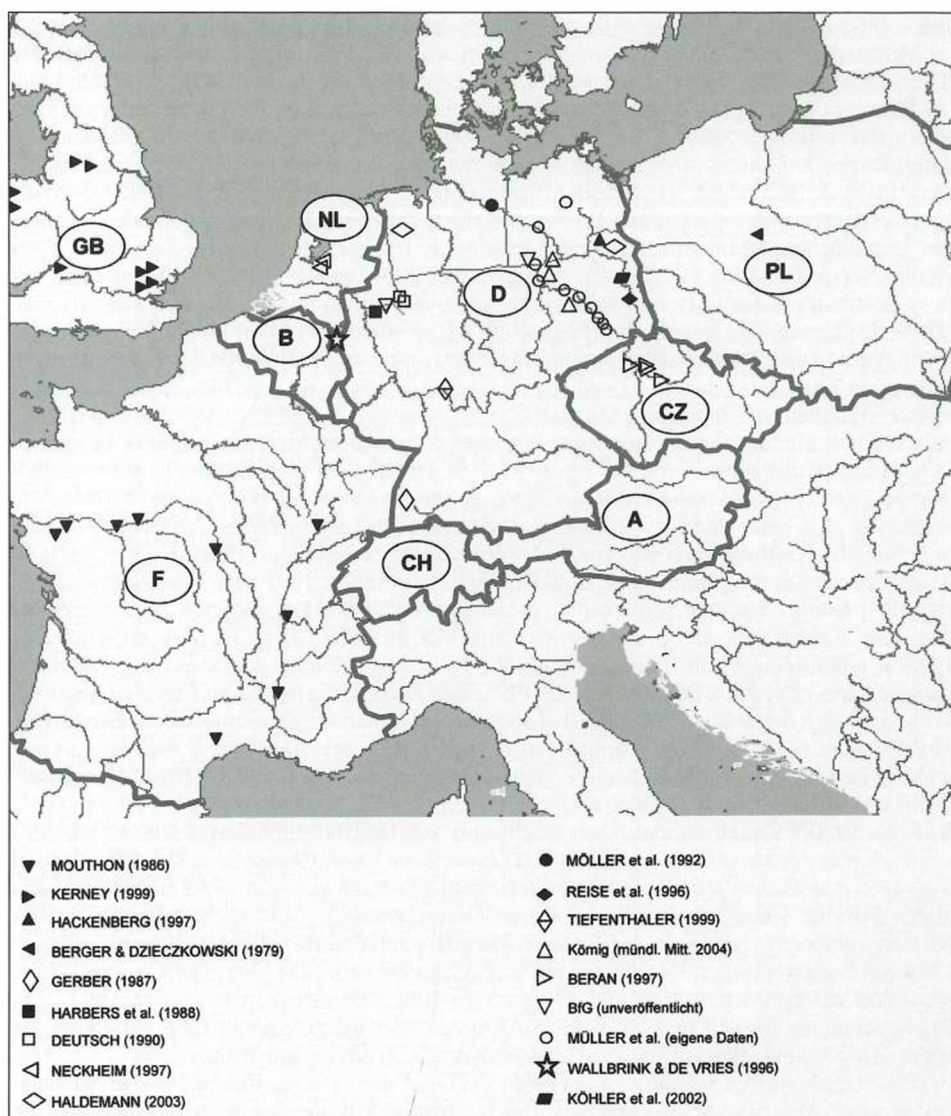 GB
NL
D
PL
B
CZ
A
CH
F
MOUTHON (1986)
KERNEY (1999)
HACKENBERG (1997)
BERGER & DZIECZKOWSKI (1979)
GERBER (1987)
HARBERS et al. (1988)
DEUTSCH (1990)
NECKHEIM (1997)
HALDEMANN (2003)
MÖLLER et al. (1992)
REISE et al. (1996)
TIEFENTHALER (1999)
König (mündl. Mitt. 2004)
BERAN (1997)
BfG (unveröffentlicht)
MÜLLER et al. (eigene Daten)
WALLBRINK & DE VRIES (1996)
KÖHLER et al. (2002)